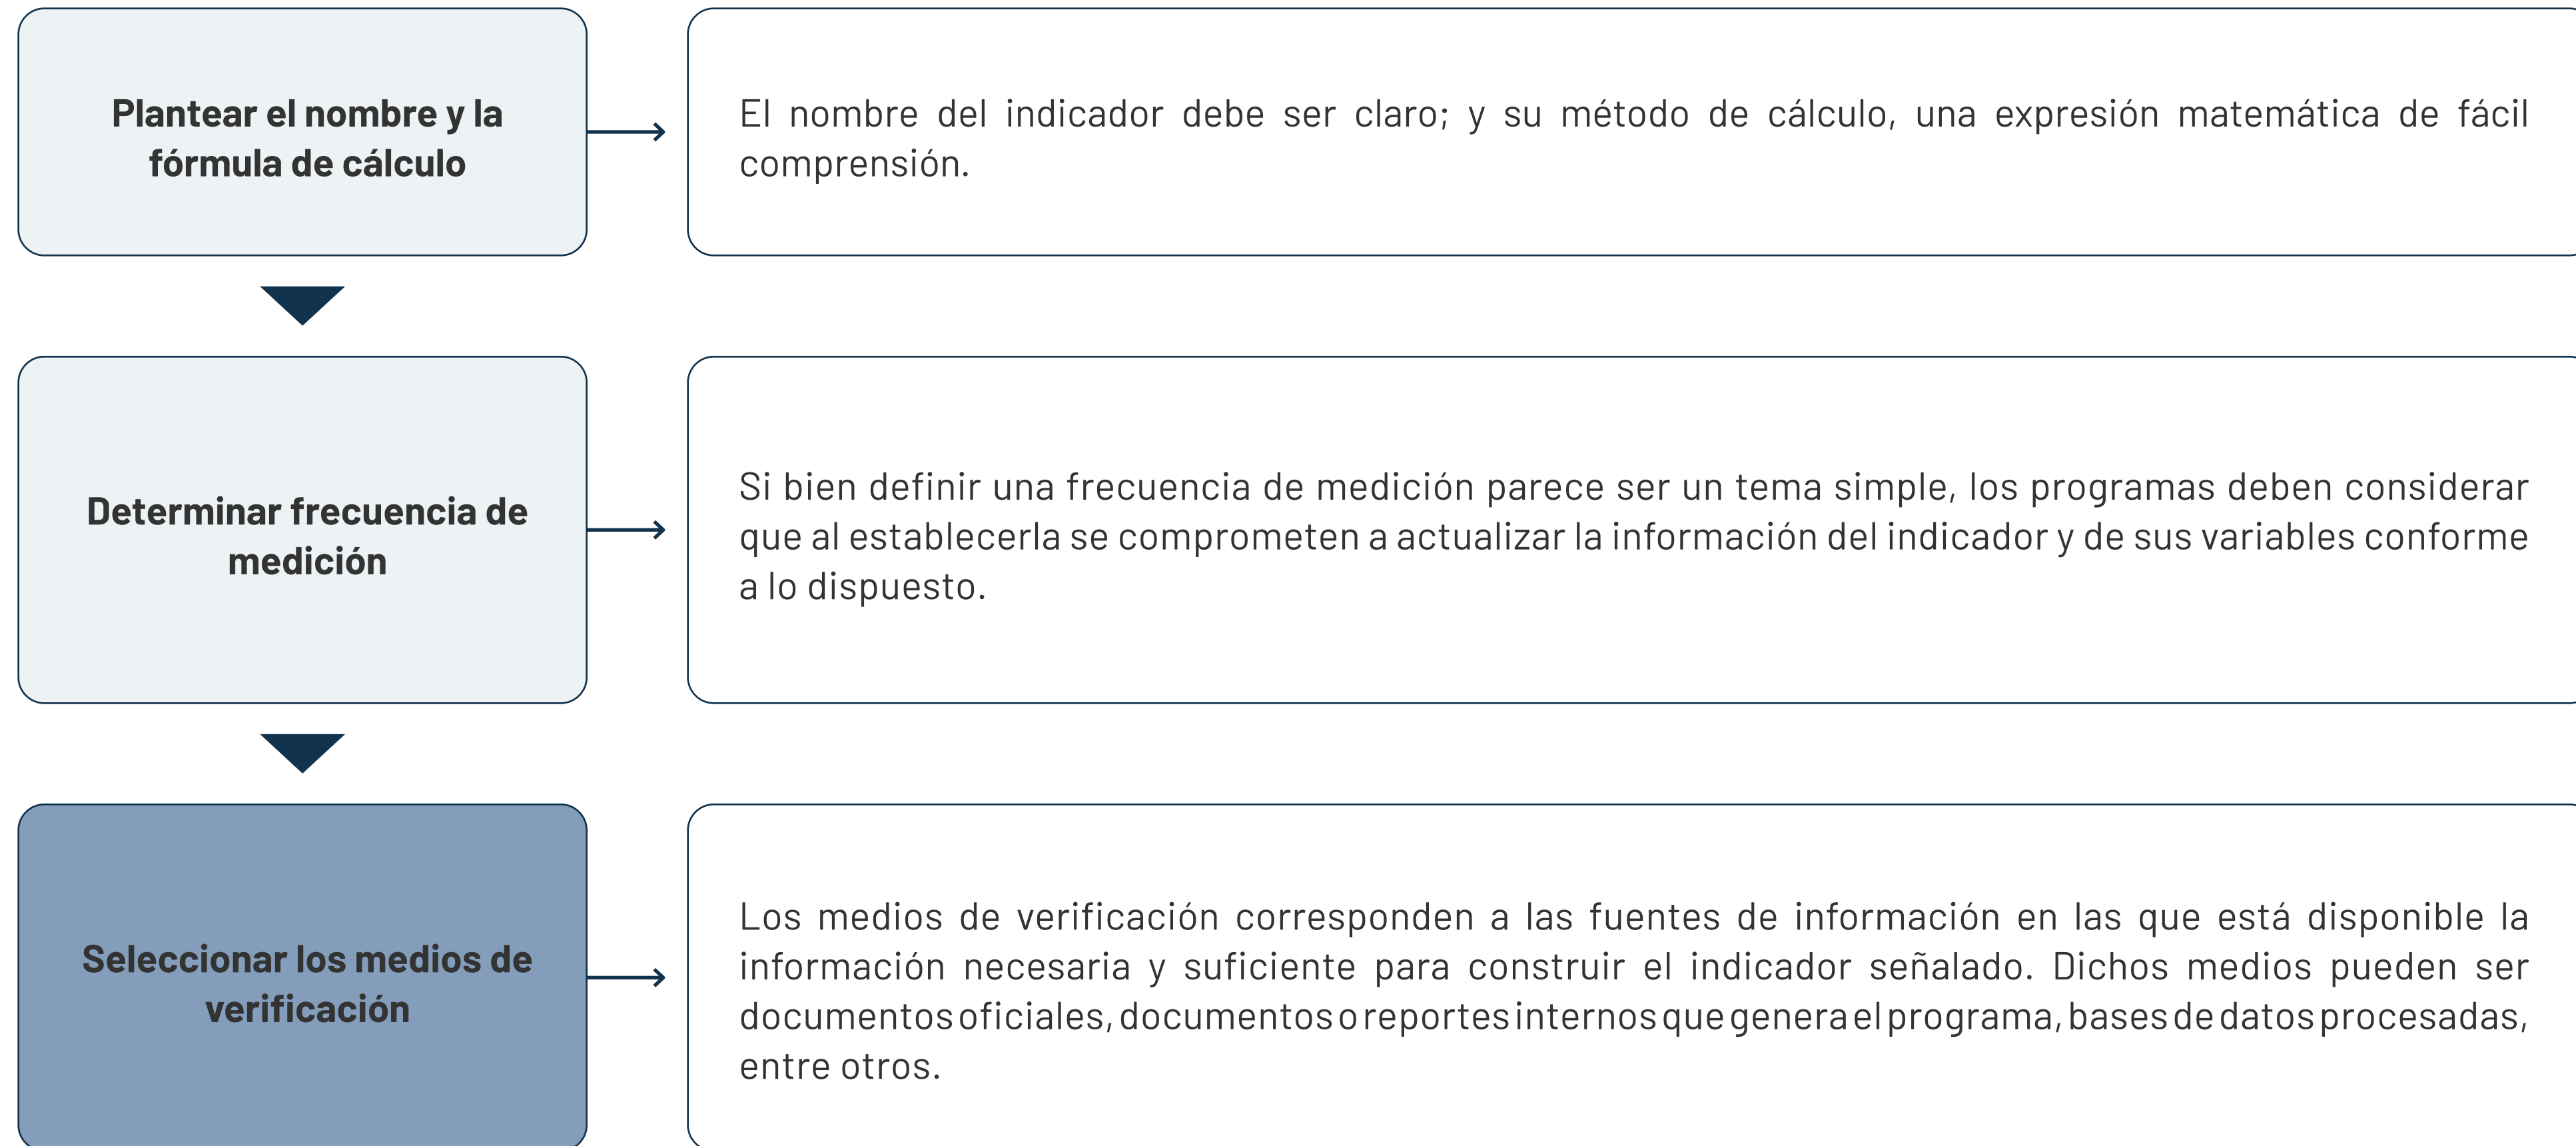 Plantear el nombre y la
fórmula de cálculo
El nombre del indicador debe ser claro; y su método de cálculo, una expresión matemática de fácil
comprensión.
Determinar frecuencia de
medición
Si bien definir una frecuencia de medición parece ser un tema simple, los programas deben considerar
que al establecerla se comprometen a actualizar la información del indicador y de sus variables conforme
a lo dispuesto.
Seleccionar los medios de
verificación
Los medios de verificación corresponden a las fuentes de información en las que está disponible la
información necesaria y suficiente para construir el indicador señalado. Dichos medios pueden ser
documentos oficiales, documentos o reportes internos que genera el programa, bases de datos procesadas,
entre otros.